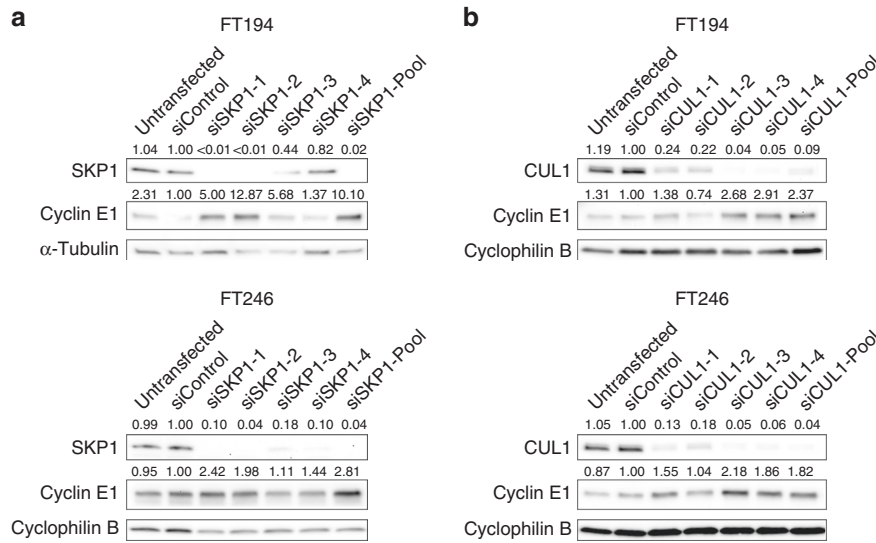 a
FT194
Untransfected
siControl
siSKP1-1
siSKP1-2
siSKP1-3
siSKP1-4
siSKP1-Pool
1.04 1.00 <0.01 <0.01 0.44 0.82 0.02
SKP1
2.31 1.00 5.00 12.87 5.68 1.37 10.10
Cyclin E1
α-Tubulin
FT246
Untransfected
siControl
siSKP1-1
siSKP1-2
siSKP1-3
siSKP1-4
siSKP1-Pool
0.99 1.00 0.10 0.04 0.18 0.10 0.04
SKP1
0.95 1.00 2.42 1.98 1.11 1.44 2.81
Cyclin E1
Cyclophilin B
b
FT194
Untransfected
siControl
siCUL1-1
siCUL1-2
siCUL1-3
siCUL1-4
siCUL1-Pool
1.19 1.00 0.24 0.22 0.04 0.05 0.09
CUL1
1.31 1.00 1.38 0.74 2.68 2.91 2.37
Cyclin E1
Cyclophilin B
FT246
Untransfected
siControl
siCUL1-1
siCUL1-2
siCUL1-3
siCUL1-4
siCUL1-Pool
1.05 1.00 0.13 0.18 0.05 0.06 0.04
CUL1
0.87 1.00 1.55 1.04 2.18 1.86 1.82
Cyclin E1
Cyclophilin B